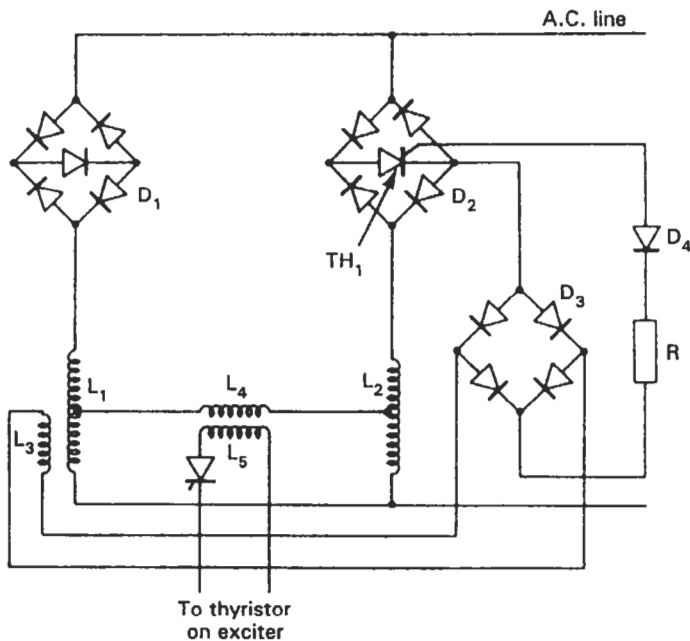 A.C. line
D1
D2
TH1
D4
D3
R
L1
L4
L2
L3
L5
To thyristor
on exciter